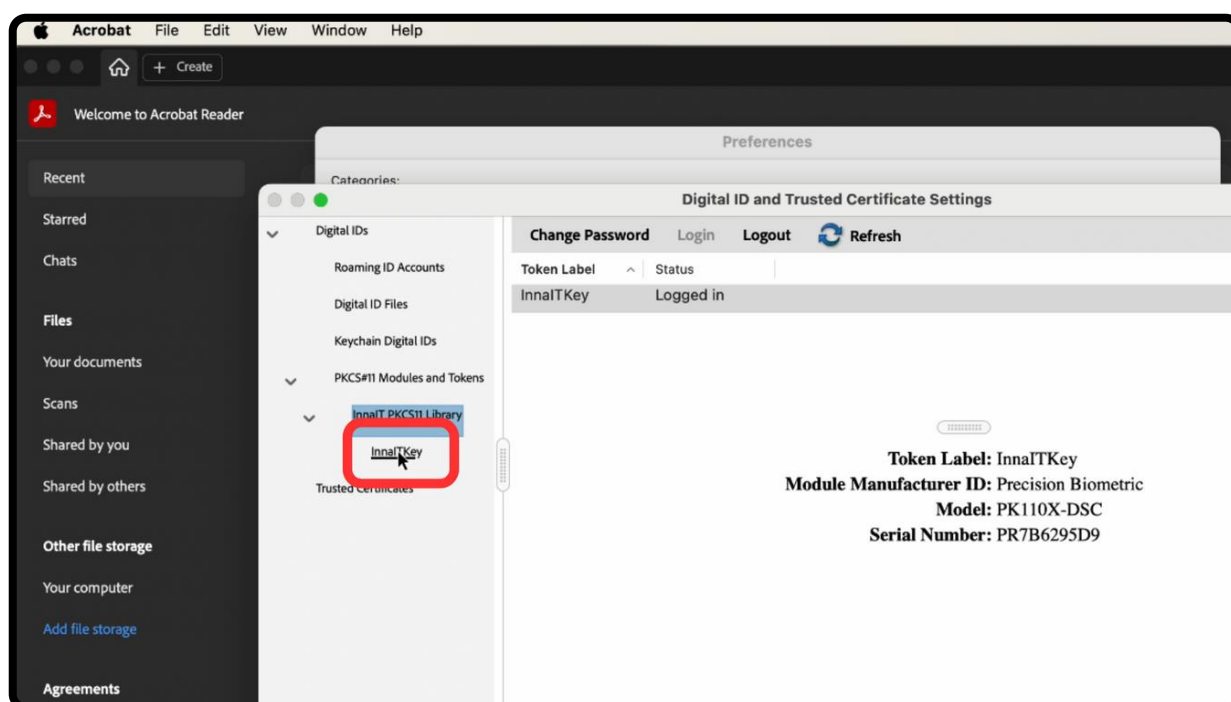 Acrobat File Edit View Window Help
+ Create
Welcome to Acrobat Reader
Preferences
Recent
Categories:
Digital ID and Trusted Certificate Settings
Starred
Digital IDs
Change Password Login Logout Refresh
Chats
Roaming ID Accounts
Token Label Status
InnaITKey Logged in
Digital ID Files
Files
Keychain Digital IDs
Your documents
PKCS#11 Modules and Tokens
Scans
InnaIT PKCS11 Library
Shared by you
InnaITKey
Token Label: InnaITKey
Shared by others
Trusted Certificates
Module Manufacturer ID: Precision Biometric
Model: PK110X-DSC
Serial Number: PR7B6295D9
Other file storage
Your computer
Add file storage
Agreements